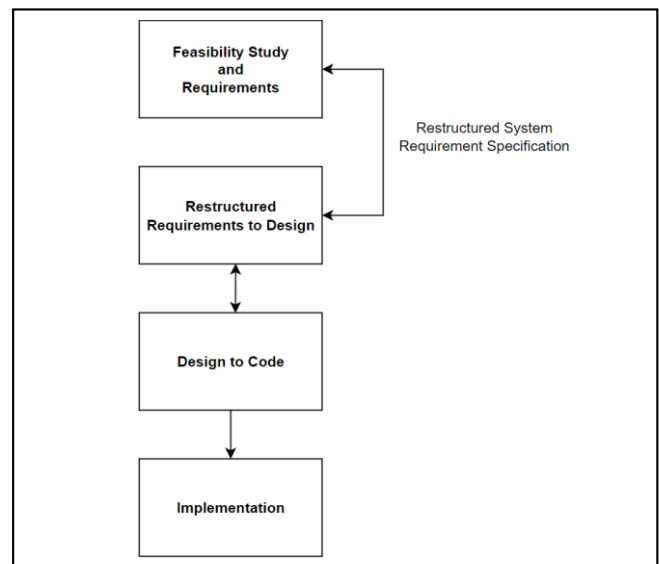 Feasibility Study
and
Requirements
Restructured System
Requirement Specification
Restructured
Requirements to Design
Design to Code
Implementation